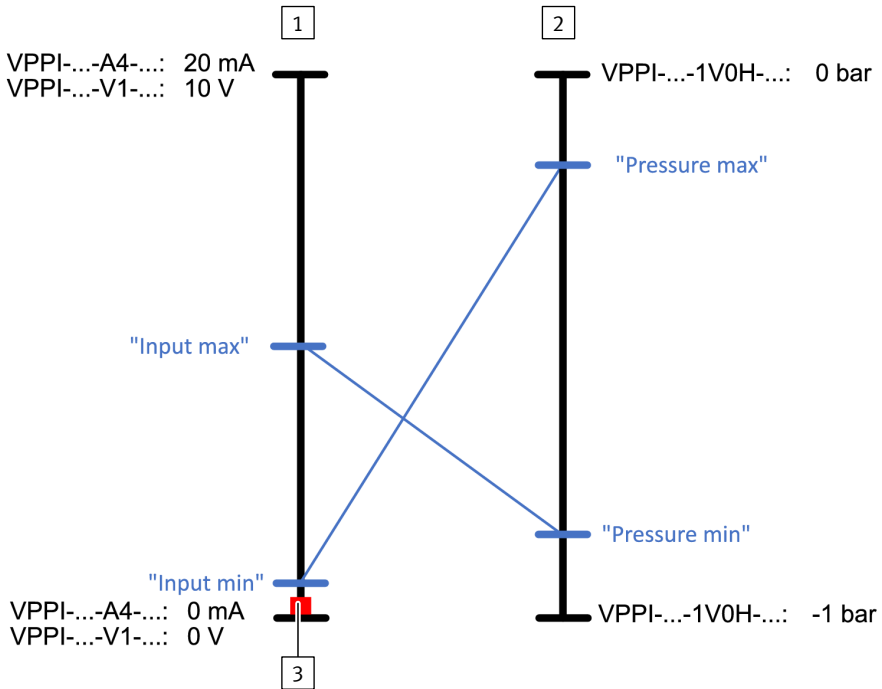 1
2
VPPI-...-A4-...: 20 mA
VPPI-...-V1-...: 10 V
VPPI-...-1V0H-...: 0 bar
"Pressure max"
"Input max"
"Pressure min"
"Input min"
VPPI-...-A4-...: 0 mA
VPPI-...-V1-...: 0 V
VPPI-...-1V0H-...: -1 bar
3